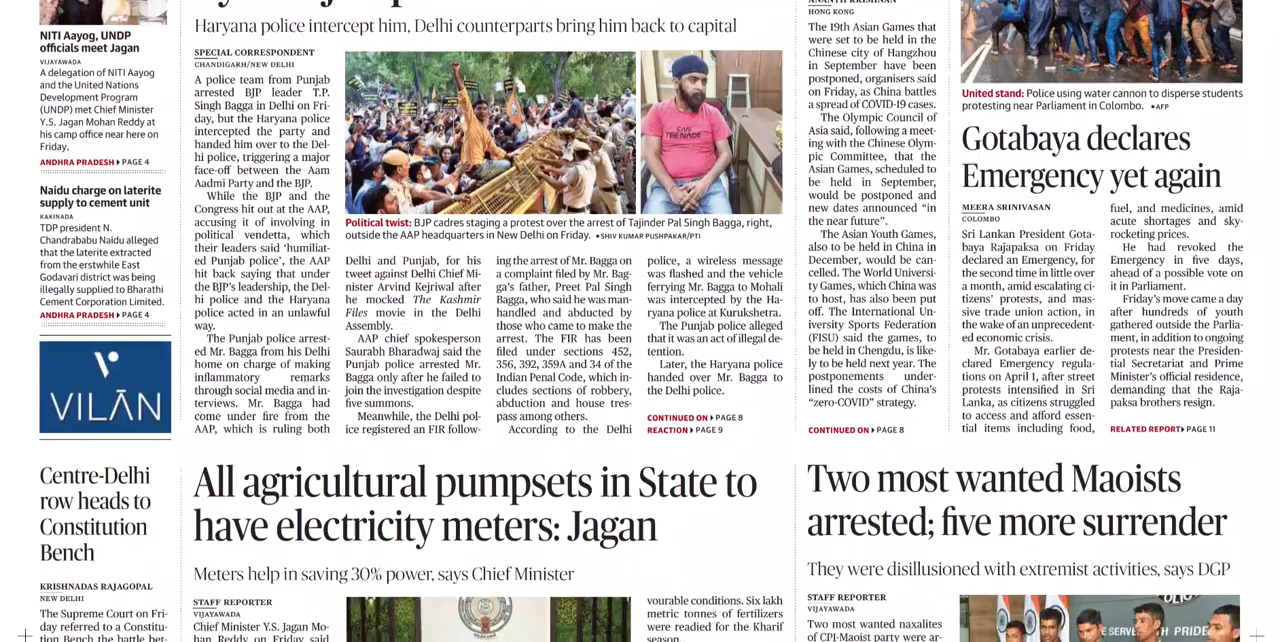 NITI Aayog, UNDP
officials meet Jagan
VIJAYAWADA
A delegation of NITI Aayog
and the United Nations
Development Program
(UNDP) met Chief Minister
Y.S. Jagan Mohan Reddy at
his camp office near here on
Friday.
ANDHRA PRADESH PAGE 4
Naidu charge on laterite
supply to cement unit
KAKINADA
TDP president N.
Chandrababu Naidu alleged
that the laterite extracted
from the erstwhile East
Godavari district was being
illegally supplied to Bharathi
Cement Corporation Limited.
ANDHRA PRADESH PAGE 4
VILĀN
Haryana police intercept him, Delhi counterparts bring him back to capital
SPECIAL CORRESPONDENT
CHANDIGARH/NEW DELHI
A police team from Punjab
arrested BJP leader T.P.
Singh Bagga in Delhi on Fri-
day, but the Haryana police
intercepted the party and
handed him over to the Del-
hi police, triggering a major
face-off between the Aam
Aadmi Party and the BJP.
While the BJP and the
Congress hit out at the AAP,
accusing it of involving in
political vendetta, which
their leaders said ‘humiliat-
ed Punjab police’, the AAP
hit back saying that under
the BJP’s leadership, the Del-
hi police and the Haryana
police acted in an unlawful
way.
The Punjab police arrest-
ed Mr. Bagga from his Delhi
home on charge of making
inflammatory remarks
through social media and in-
terviews. Mr. Bagga had
come under fire from the
AAP, which is ruling both
CAN
TEENAGE
Political twist: BJP cadres staging a protest over the arrest of Tajinder Pal Singh Bagga, right,
outside the AAP headquarters in New Delhi on Friday. SHIV KUMAR PUSHPAKAR/PTI
Delhi and Punjab, for his
tweet against Delhi Chief Mi-
nister Arvind Kejriwal after
he mocked The Kashmir
Files movie in the Delhi
Assembly.
AAP chief spokesperson
Saurabh Bharadwaj said the
Punjab police arrested Mr.
Bagga only after he failed to
join the investigation despite
five summons.
Meanwhile, the Delhi pol-
ice registered an FIR follow-
ing the arrest of Mr. Bagga on
a complaint filed by Mr. Bag-
ga’s father, Preet Pal Singh
Bagga, who said he was man-
handled and abducted by
those who came to make the
arrest. The FIR has been
filed under sections 452,
356, 392, 359A and 34 of the
Indian Penal Code, which in-
cludes sections of robbery,
abduction and house tres-
pass among others.
According to the Delhi
police, a wireless message
was flashed and the vehicle
ferrying Mr. Bagga to Mohali
was intercepted by the Ha-
ryana police at Kurukshetra.
The Punjab police alleged
that it was an act of illegal de-
tention.
Later, the Haryana police
handed over Mr. Bagga to
the Delhi police.
CONTINUED ON PAGE 8
REACTION PAGE 9
ANANTH KRISHNAN
HONG KONG
The 19th Asian Games that
were set to be held in the
Chinese city of Hangzhou
in September have been
postponed, organisers said
on Friday, as China battles
a spread of COVID-19 cases.
The Olympic Council of
Asia said, following a meet-
ing with the Chinese Olym-
pic Committee, that the
Asian Games, scheduled to
be held in September,
would be postponed and
new dates announced “in
the near future”.
The Asian Youth Games,
also to be held in China in
December, would be can-
celled. The World Universi-
ty Games, which China was
to host, has also been put
off. The International Un-
iversity Sports Federation
(FISU) said the games, to
be held in Chengdu, is like-
ly to be held next year. The
postponements under-
lined the costs of China’s
“zero-COVID” strategy.
CONTINUED ON PAGE 8
United stand: Police using water cannon to disperse students
protesting near Parliament in Colombo. AFP
Gotabaya declares
Emergency yet again
MEERA SRINIVASAN
COLOMBO
Sri Lankan President Gota-
baya Rajapaksa on Friday
declared an Emergency, for
the second time in little over
a month, amid escalating ci-
tizens’ protests, and mas-
sive trade union action, in
the wake of an unprecedent-
ed economic crisis.
Mr. Gotabaya earlier de-
clared Emergency regula-
tions on April 1, after street
protests intensified in Sri
Lanka, as citizens struggled
to access and afford essen-
tial items including food,
fuel, and medicines, amid
acute shortages and sky-
rocketing prices.
He had revoked the
Emergency in five days,
ahead of a possible vote on
it in Parliament.
Friday’s move came a day
after hundreds of youth
gathered outside the Parlia-
ment, in addition to ongoing
protests near the Presiden-
tial Secretariat and Prime
Minister’s official residence,
demanding that the Raja-
paksa brothers resign.
RELATED REPORT PAGE 11
Centre-Delhi
row heads to
Constitution
Bench
KRISHNADAS RAJAGOPAL
NEW DELHI
The Supreme Court on Fri-
day referred to a Constitu-
tion Bench the battle bet-
All agricultural pumpsets in State to
have electricity meters: Jagan
Meters help in saving 30% power, says Chief Minister
STAFF REPORTER
VIJAYAWADA
Chief Minister Y.S. Jagan Mo-
han Reddy on Friday said
vourable conditions. Six lakh
metric tonnes of fertilizers
were readied for the Kharif
season.
Two most wanted Maoists
arrested; five more surrender
They were disillusioned with extremist activities, says DGP
STAFF REPORTER
VIJAYAWADA
Two most wanted naxalites
of CPI-Maoist party were ar-
SERVE PRIDE